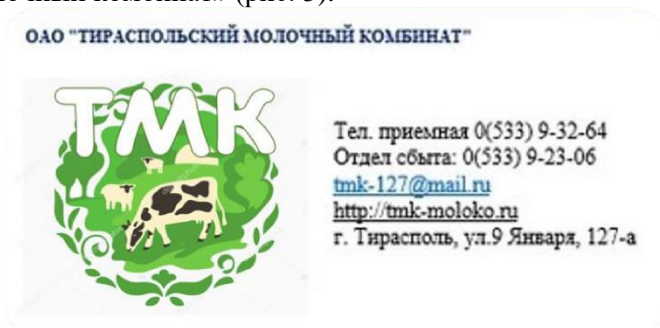 ОАО "ТИРАСПОЛЬСКИЙ МОЛОЧНЫЙ КОМБИНАТ"
ТМК
Тел. приемная 0(533) 9-32-64
Отдел сбыта: 0(533) 9-23-06
tmk-127@mail.ru
http://tmk-moloko.ru
г. Тирасполь, ул.9 Января, 127-а